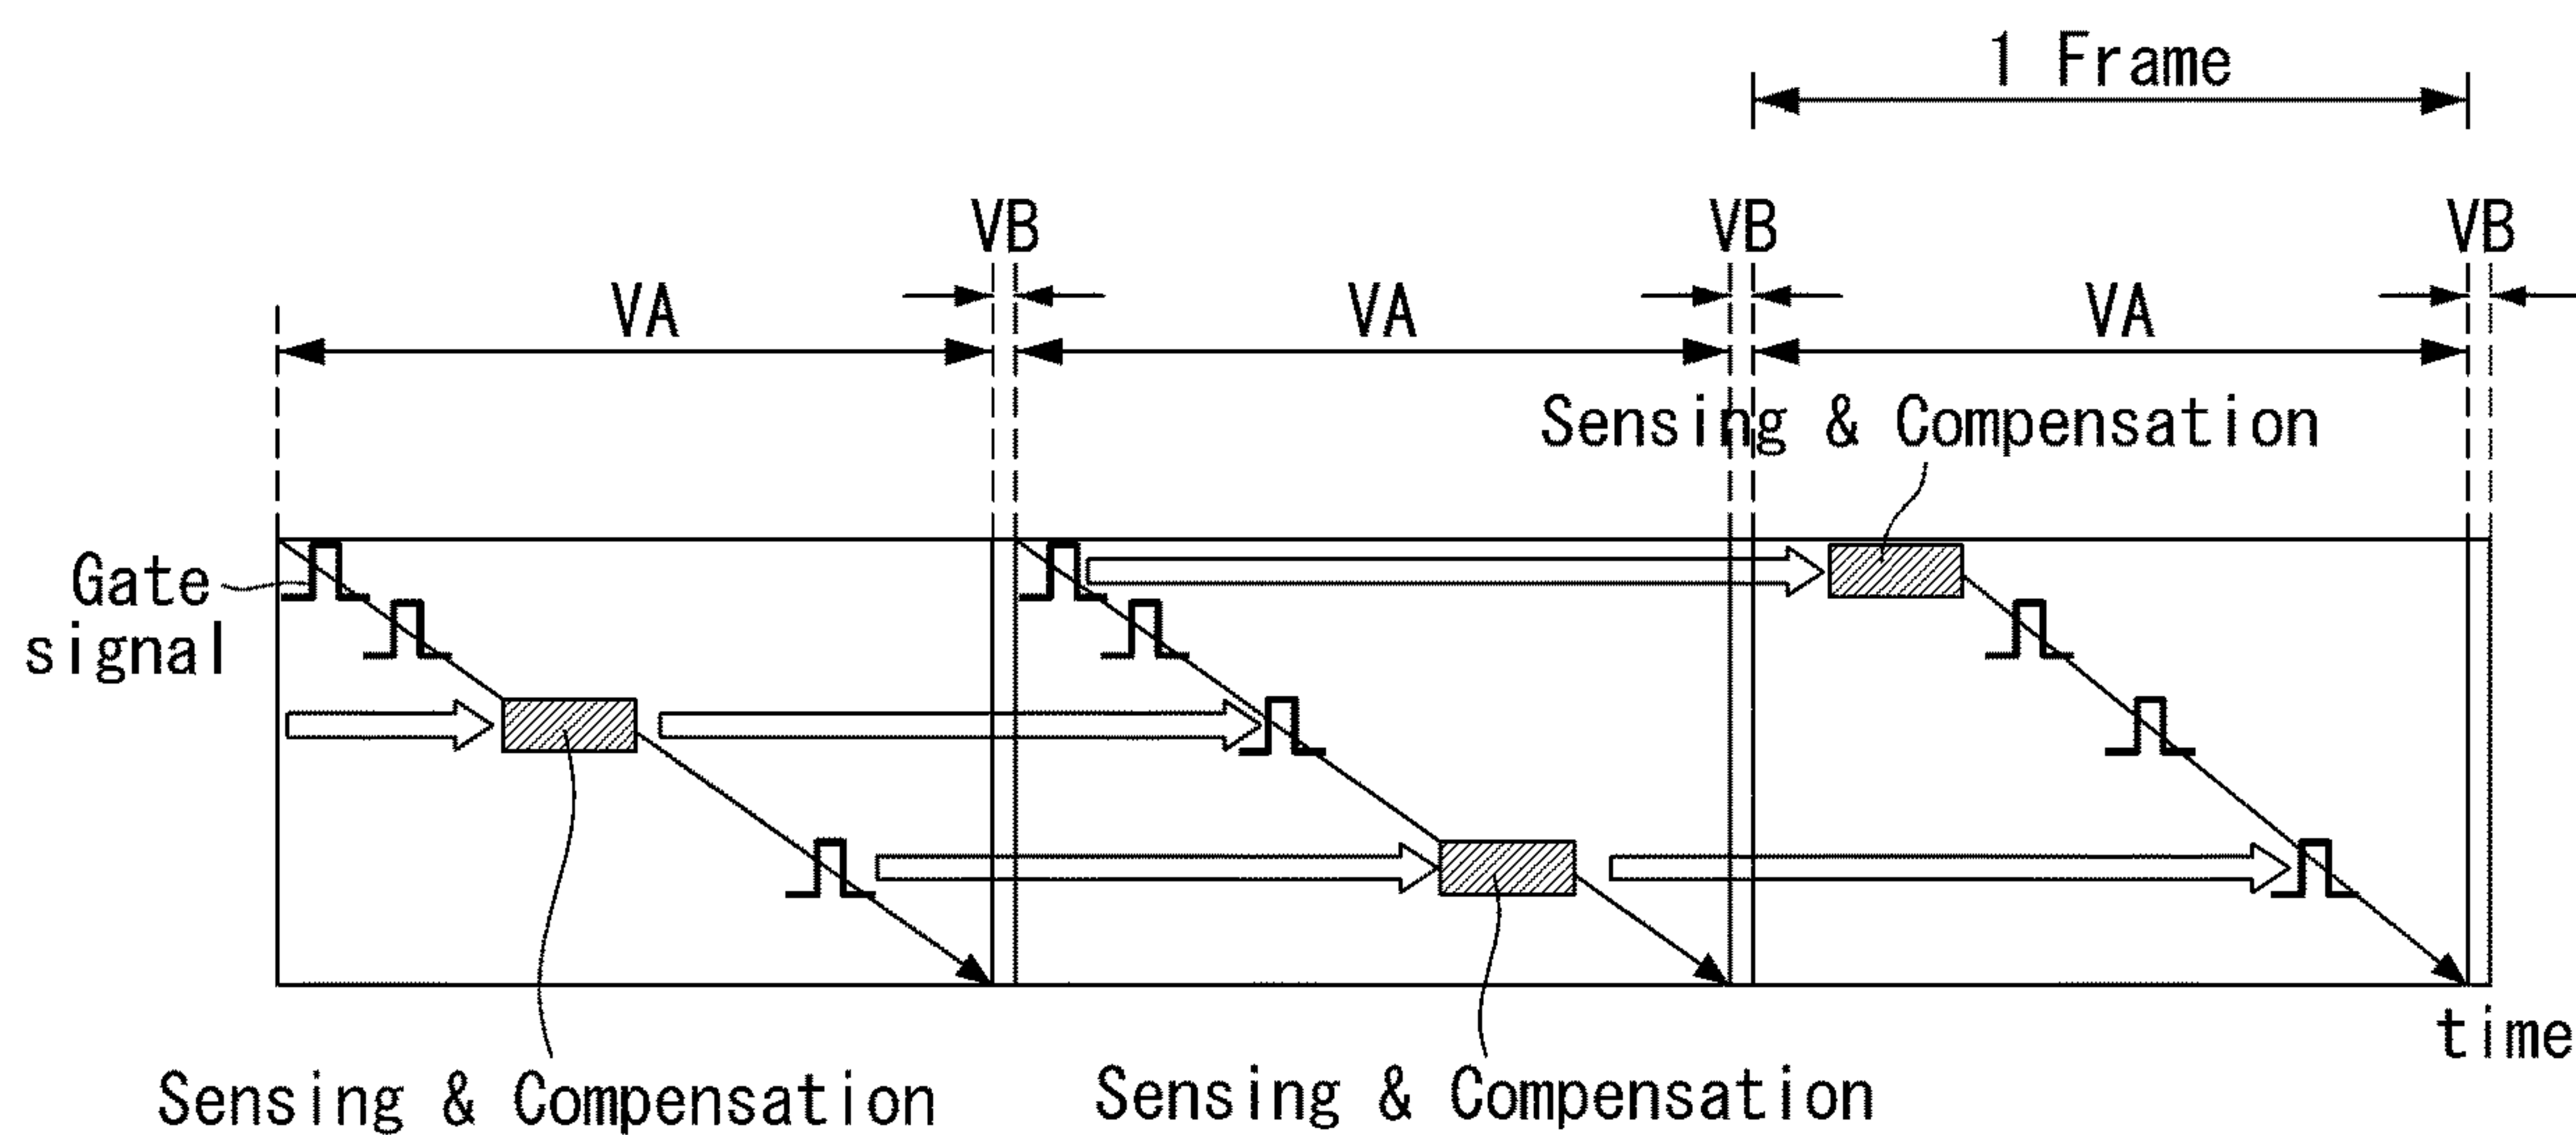 1 Frame
VB
VB
VB
VA
VA
VA
Sensing & Compensation
Gate
signal
time
Sensing & Compensation
Sensing & Compensation